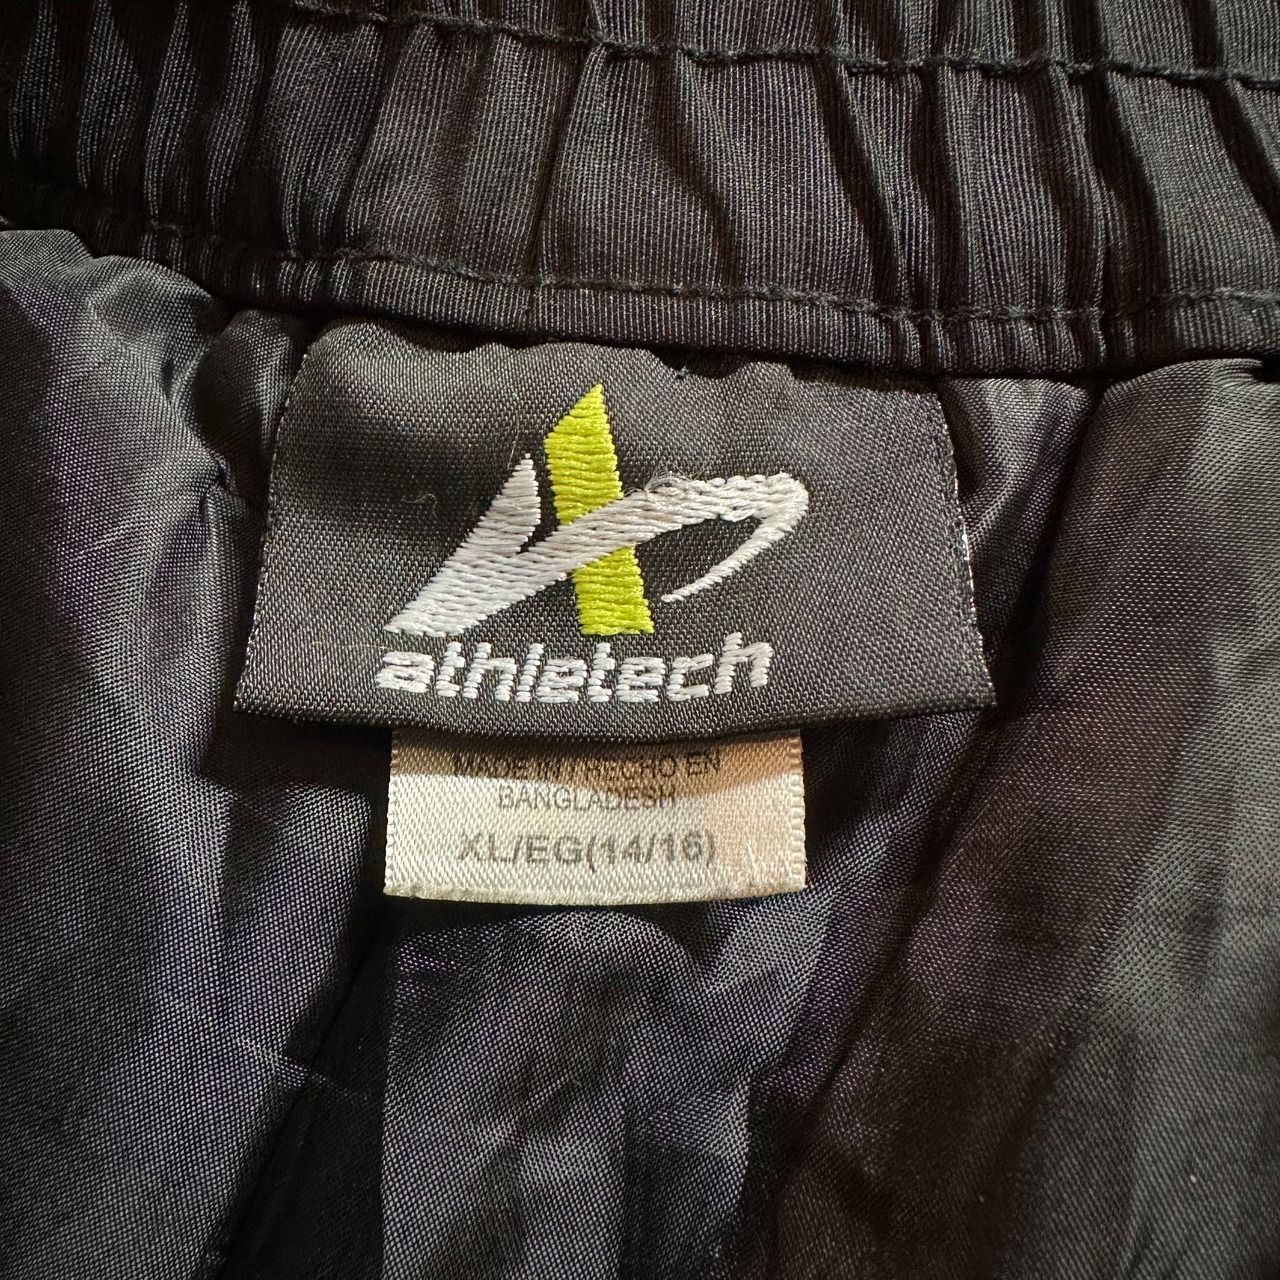 athletech
MADE IN / HECHO EN
BANGLADESH
XL/EG(14/16)